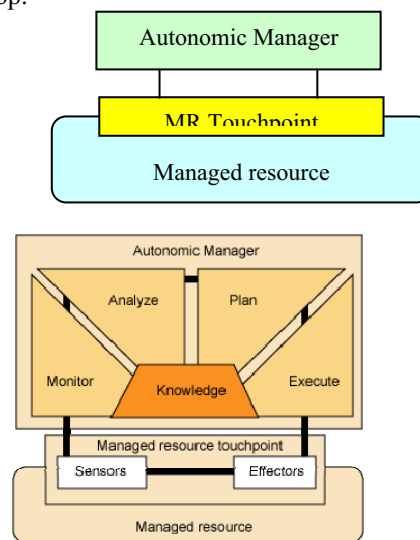 op.
Autonomic Manager
MR Touchpoint
Managed resource
Autonomic Manager
Analyze Plan
Monitor Knowledge Execute
Managed resource touchpoint
Sensors Effectors
Managed resource